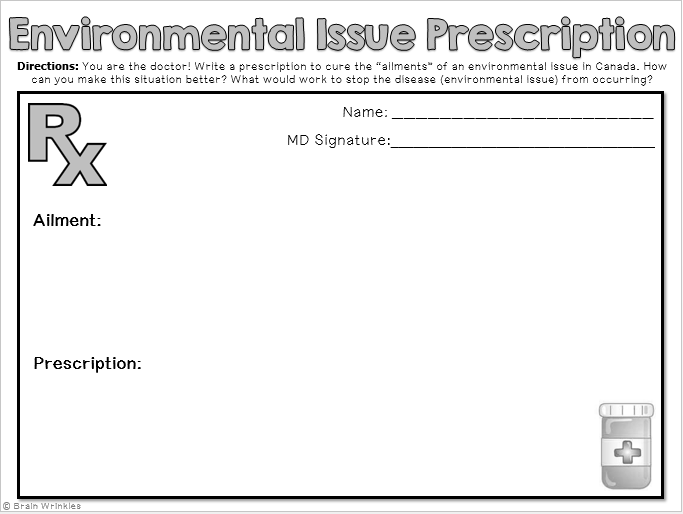 Environmental Issue Prescription
Directions: You are the doctor! Write a prescription to cure the “ailments” of an environmental issue in Canada. How
can you make this situation better? What would work to stop the disease (environmental issue) from occurring?
Rx
Name: ______________________
MD Signature:______________________
Ailment:
Prescription:
© Brain Wrinkles